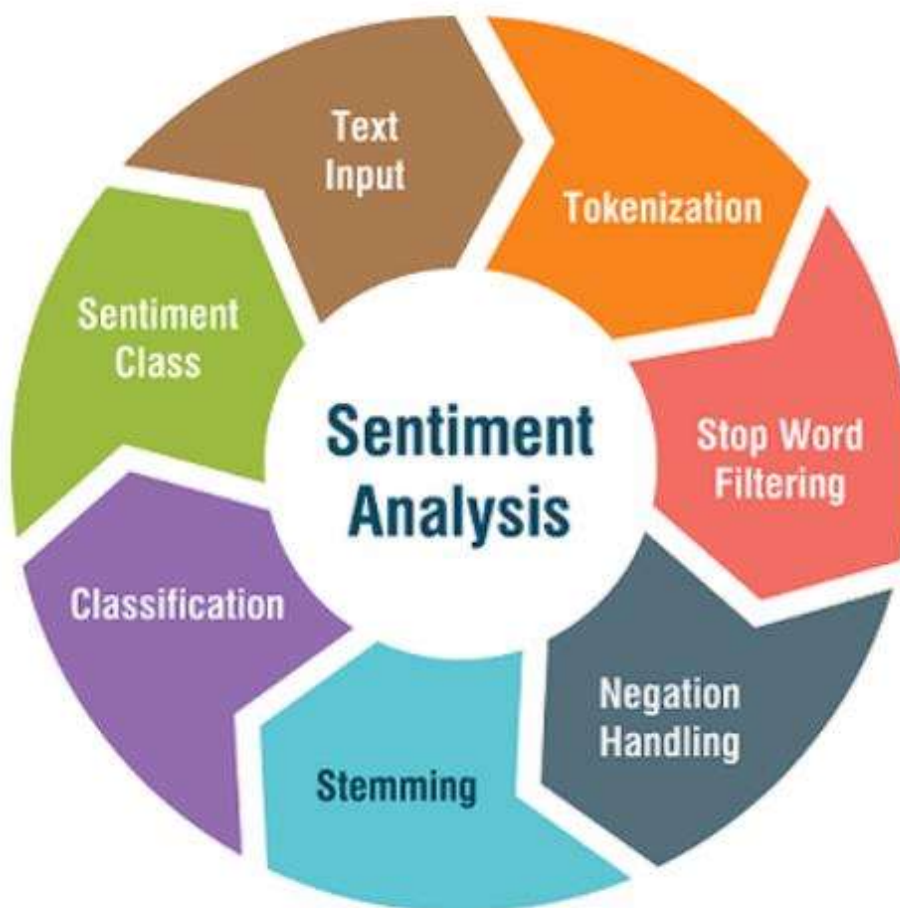 Text
Input
Tokenization
Stop Word
Filtering
Negation
Handling
Stemming
Classification
Sentiment
Class
Sentiment
Analysis